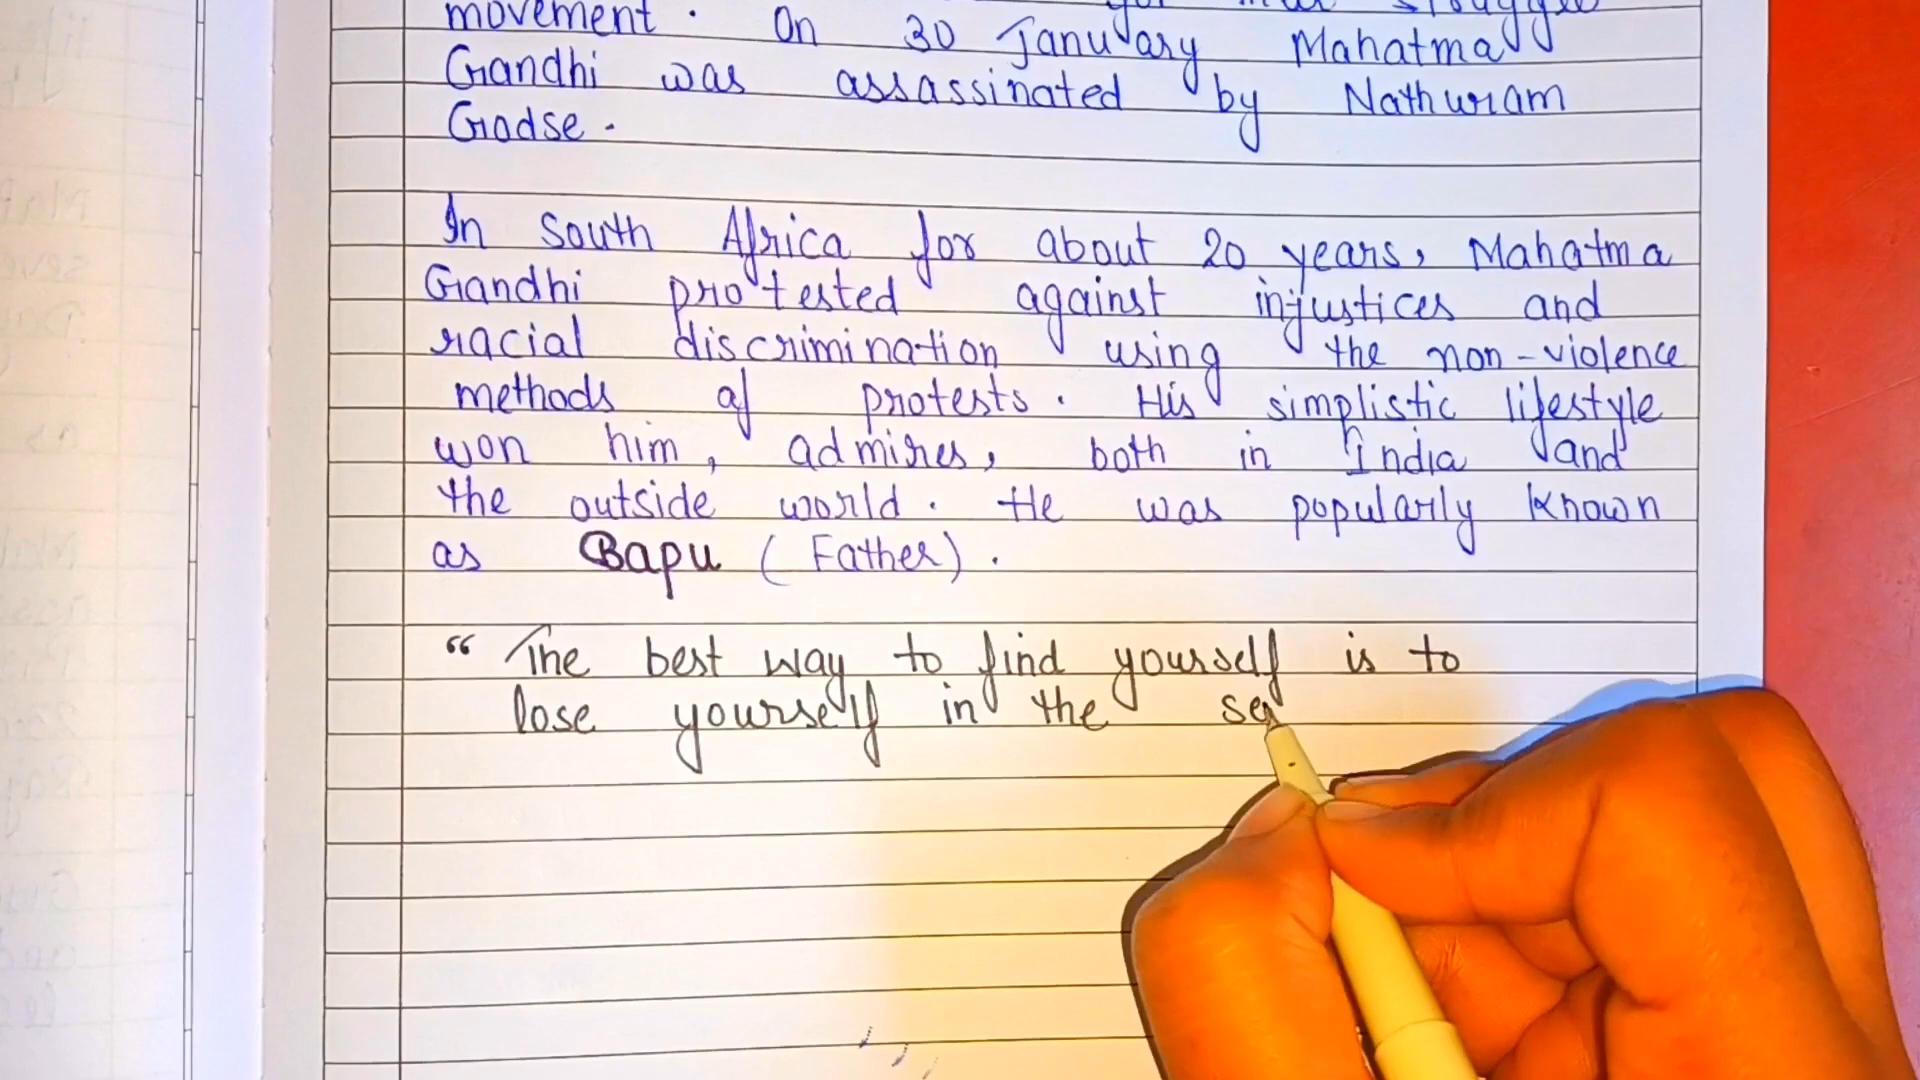 movement. On 30 January Mahatma
Gandhi was assassinated by Nathuram
Godse.
In South Africa for about 20 years, Mahatma
Gandhi protested against injustices and
racial discrimination using the non-violence
methods of protests. His simplistic lifestyle
won him, admires, both in India and
the outside world. He was popularly known
as Bapu (Father).
“ The best way to find yourself is to
lose yourself in the ser